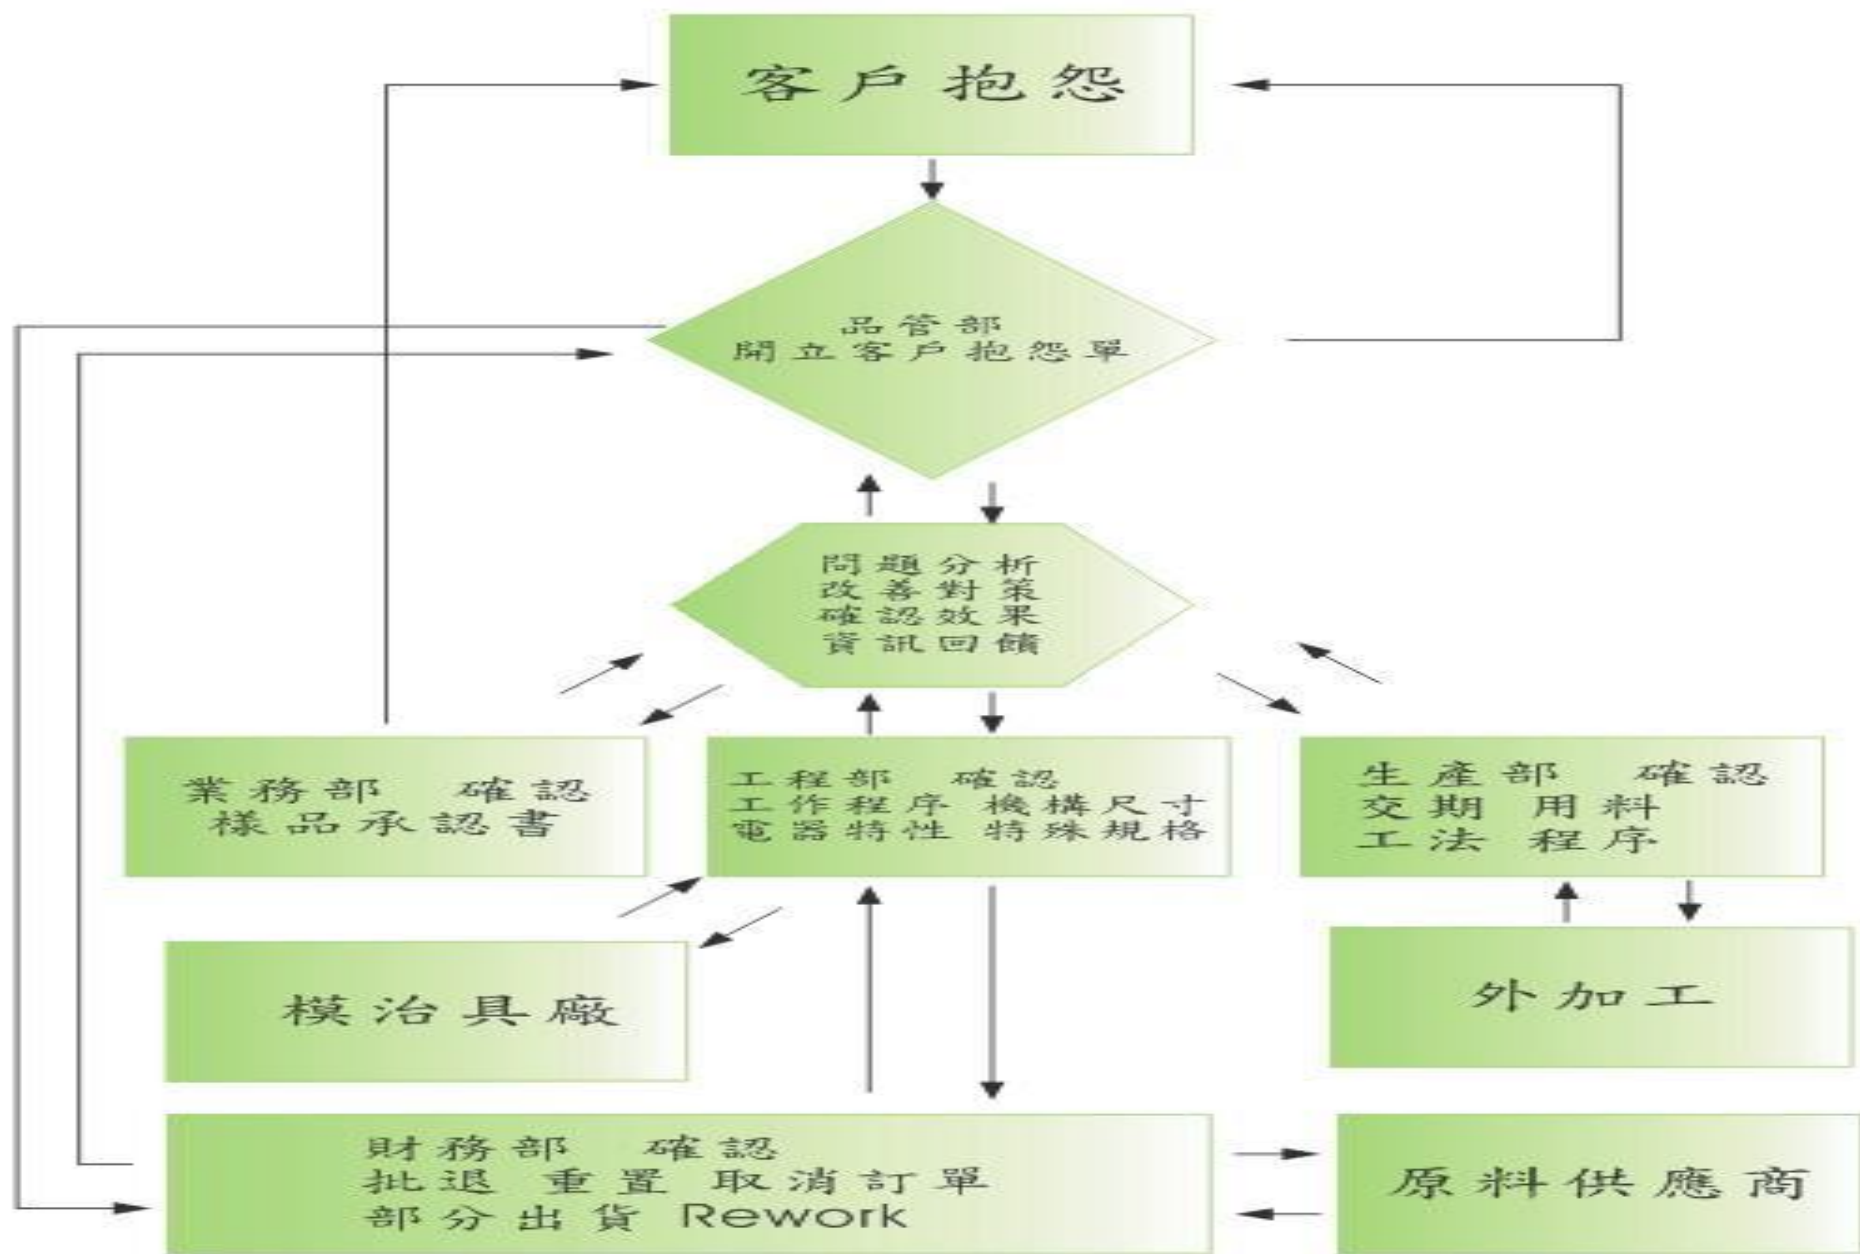 客戶抱怨
品管部
開立客戶抱怨單
問題分析
改善對策
確認效果
資訊回饋
業務部 確認
樣品承認書
工程部 確認
工作程序 機構尺寸
電器特性 特殊規格
生產部 確認
交期 用料
工法 程序
模治具廠
外加工
財務部 確認
批退 重置 取消訂單
部分出貨 Rework
原料供應商